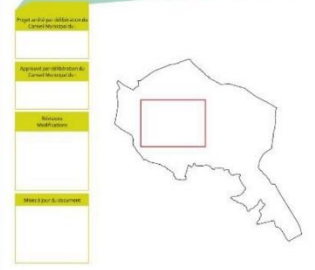 Projet arrêté par délibération du
Conseil Municipal du :
Approuvé par délibération du
Conseil Municipal du :
Révisions
Modifications
Mises à jour du document